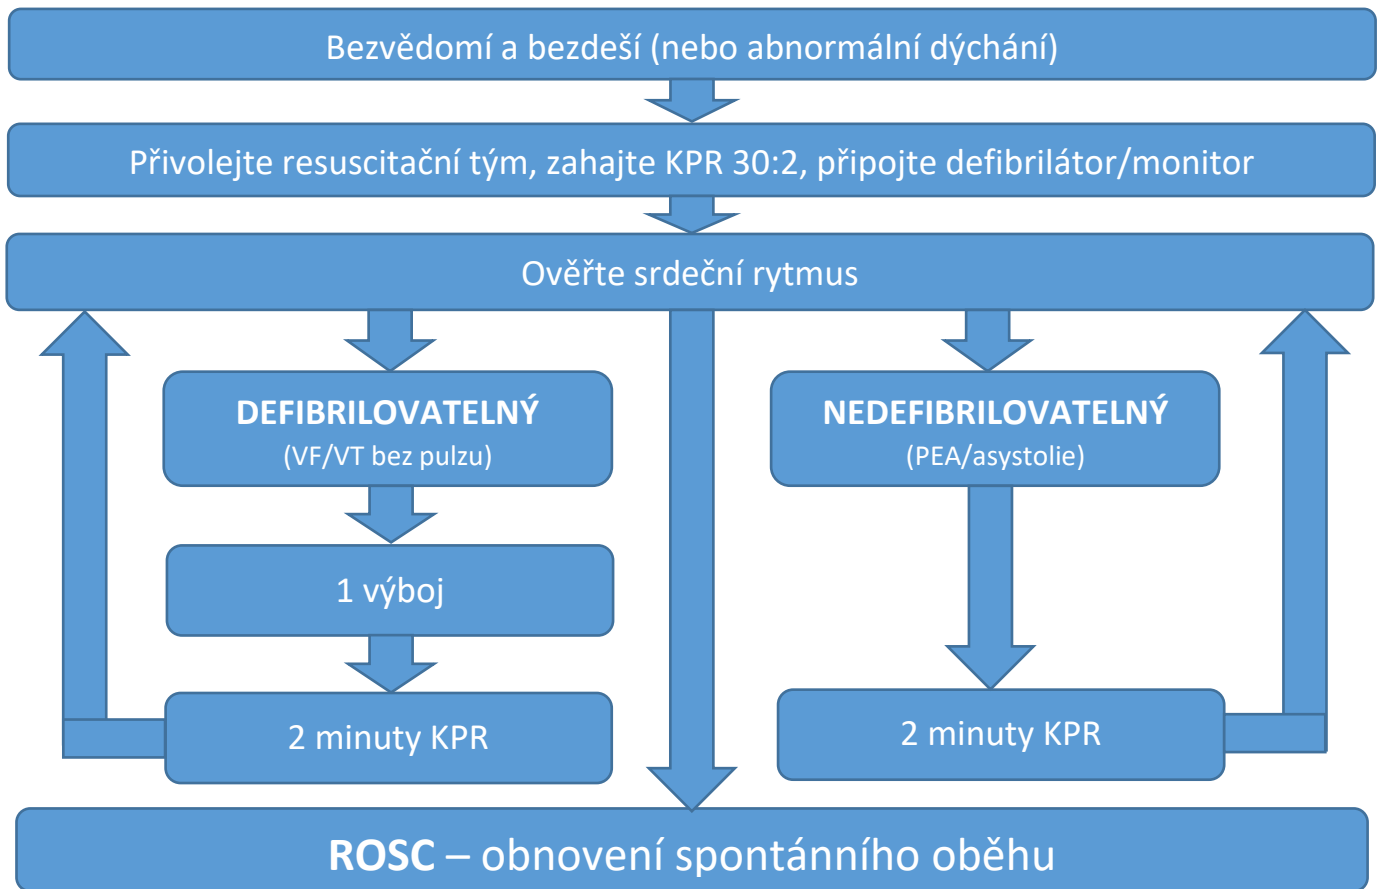 Bezvědomí a bezdeší (nebo abnormální dýchání)
Přivolejte resuscitační tým, zahajte KPR 30:2, připojte defibrilátor/monitor
Ověřte srdeční rytmus
DEFIBRILOVATELNÝ
(VF/VT bez pulzu)
NEDEFIBRILOVATELNÝ
(PEA/asystolie)
1 výboj
2 minuty KPR
2 minuty KPR
ROSC – obnovení spontánního oběhu